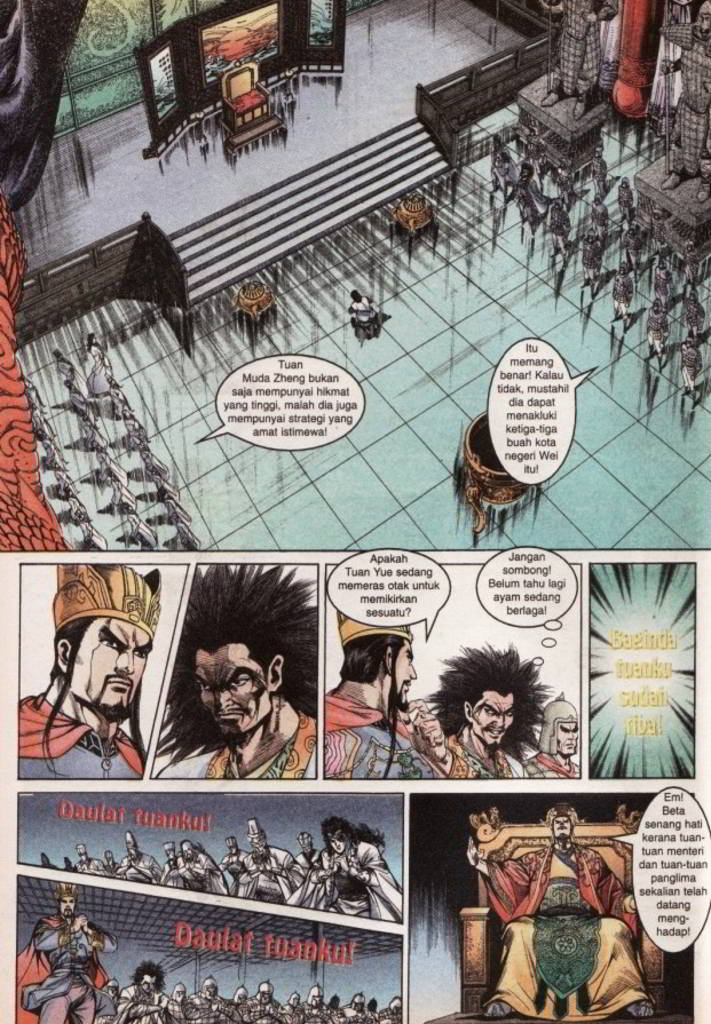 Tuan
Muda Zheng bukan
saja mempunyai hikmat
yang tinggi, malah dia juga
mempunyai strategi yang
amat istimewa!
Itu
memang
benar! Kalau
tidak, mustahil
dia dapat
menakluki
ketiga-tiga
buah kota
negeri Wei
itu!
Apakah
Tuan Yue sedang
memeras otak untuk
memikirkan
sesuatu?
Jangan
sombong!
Belum tahu lagi
ayam sedang
berlaga!
Baginda
tuanku
sudah
tiba!
Daulat tuanku!
Daulat tuanku!
Em!
Beta
senang hati
kerana tuan-
tuan menteri
dan tuan-tuan
panglima
sekalian telah
datang
meng-
hadap!